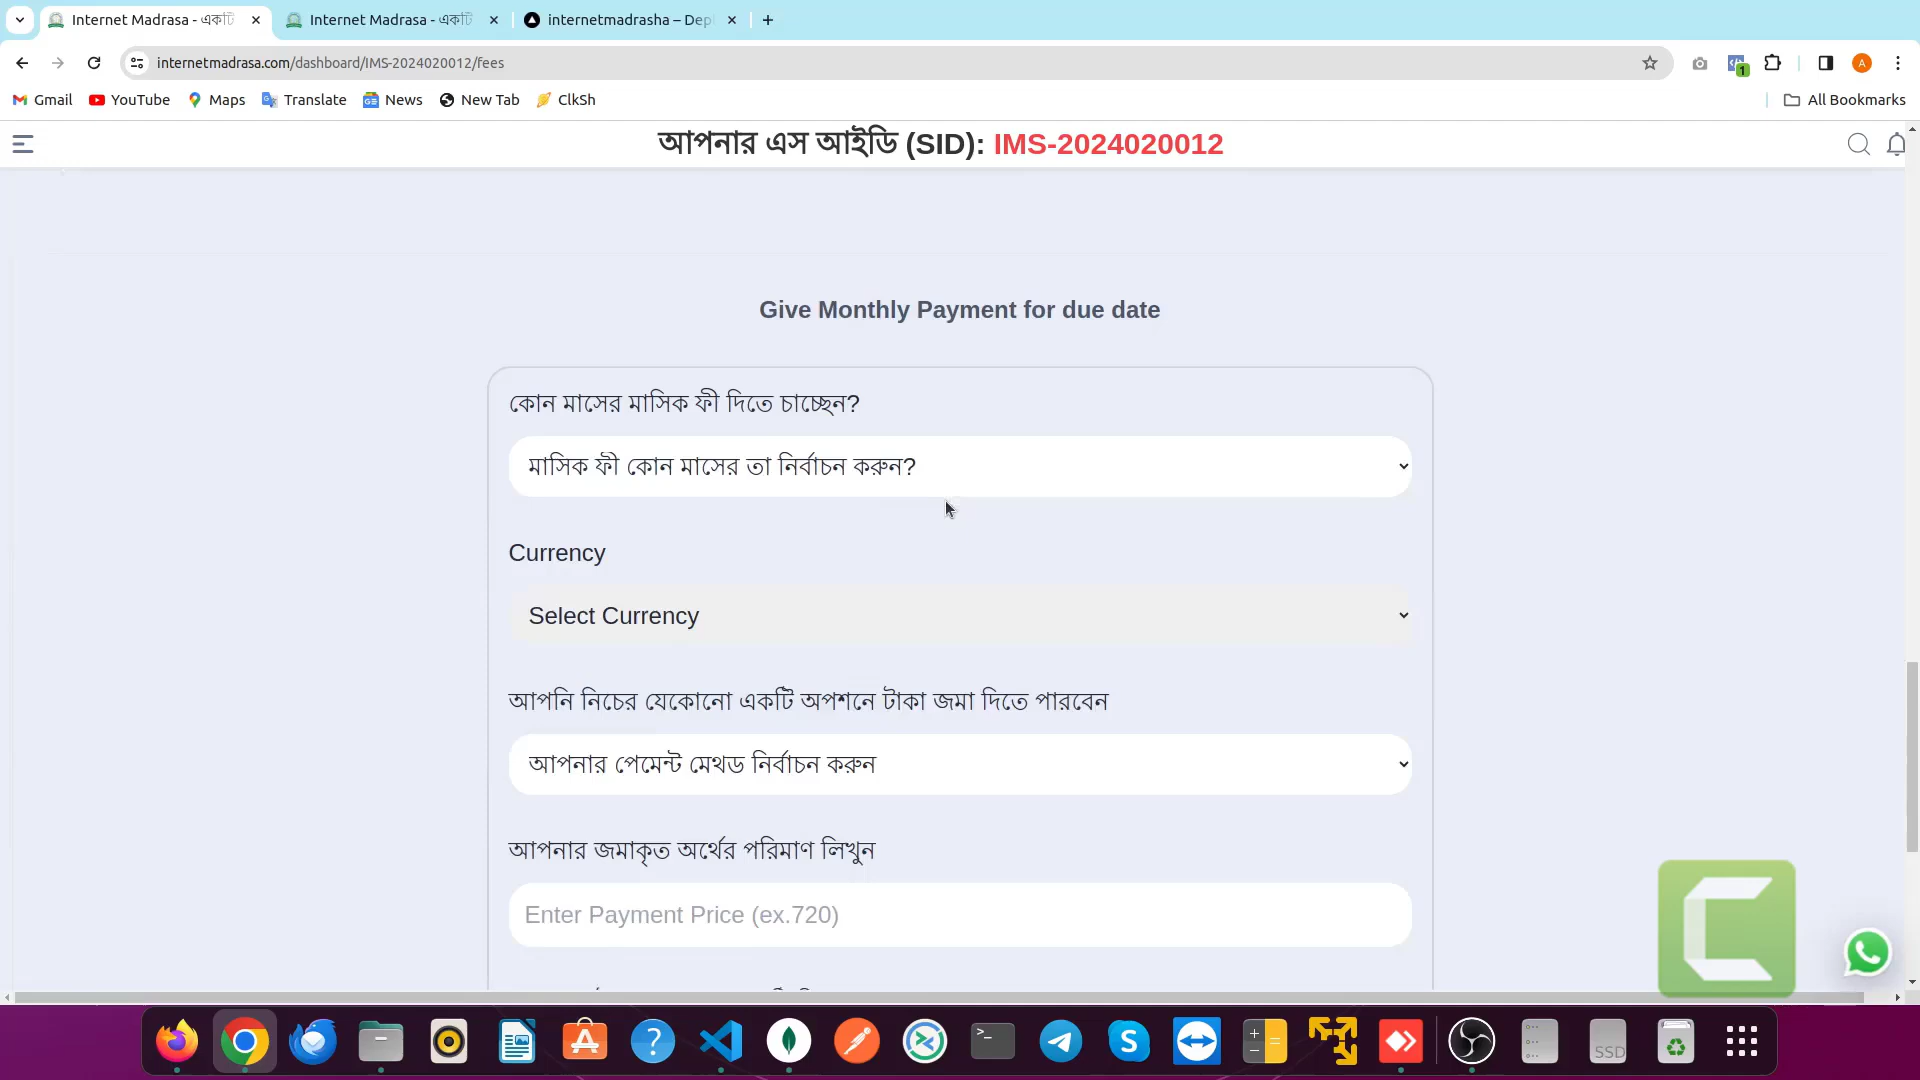 Internet Madrasa - একটি
Internet Madrasa - একটি
internetmadrasha – Dep
internetmadrasa.com/dashboard/IMS-2024020012/fees
1
A
Gmail
YouTube
Maps
Translate
News
New Tab
ClkSh
All Bookmarks
আপনার এস আইডি (SID): IMS-2024020012
Give Monthly Payment for due date
কোন মাসের মাসিক ফী দিতে চাচ্ছেন?
মাসিক ফী কোন মাসের তা নির্বাচন করুন?
Currency
Select Currency
আপনি নিচের যেকোনো একটি অপশনে টাকা জমা দিতে পারবেন
আপনার পেমেন্ট মেথড নির্বাচন করুন
আপনার জমাকৃত অর্থের পরিমাণ লিখুন
Enter Payment Price (ex.720)
SSD